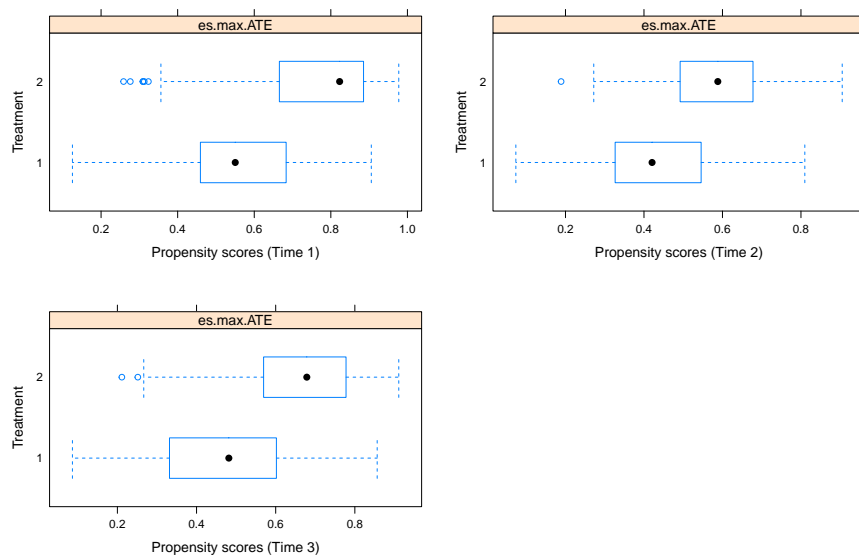 es.max.ATE
Treatment
2
1
0.2 0.4 0.6 0.8 1.0
Propensity scores (Time 1)
es.max.ATE
Treatment
2
1
0.2 0.4 0.6 0.8
Propensity scores (Time 2)
es.max.ATE
Treatment
2
1
0.2 0.4 0.6 0.8
Propensity scores (Time 3)